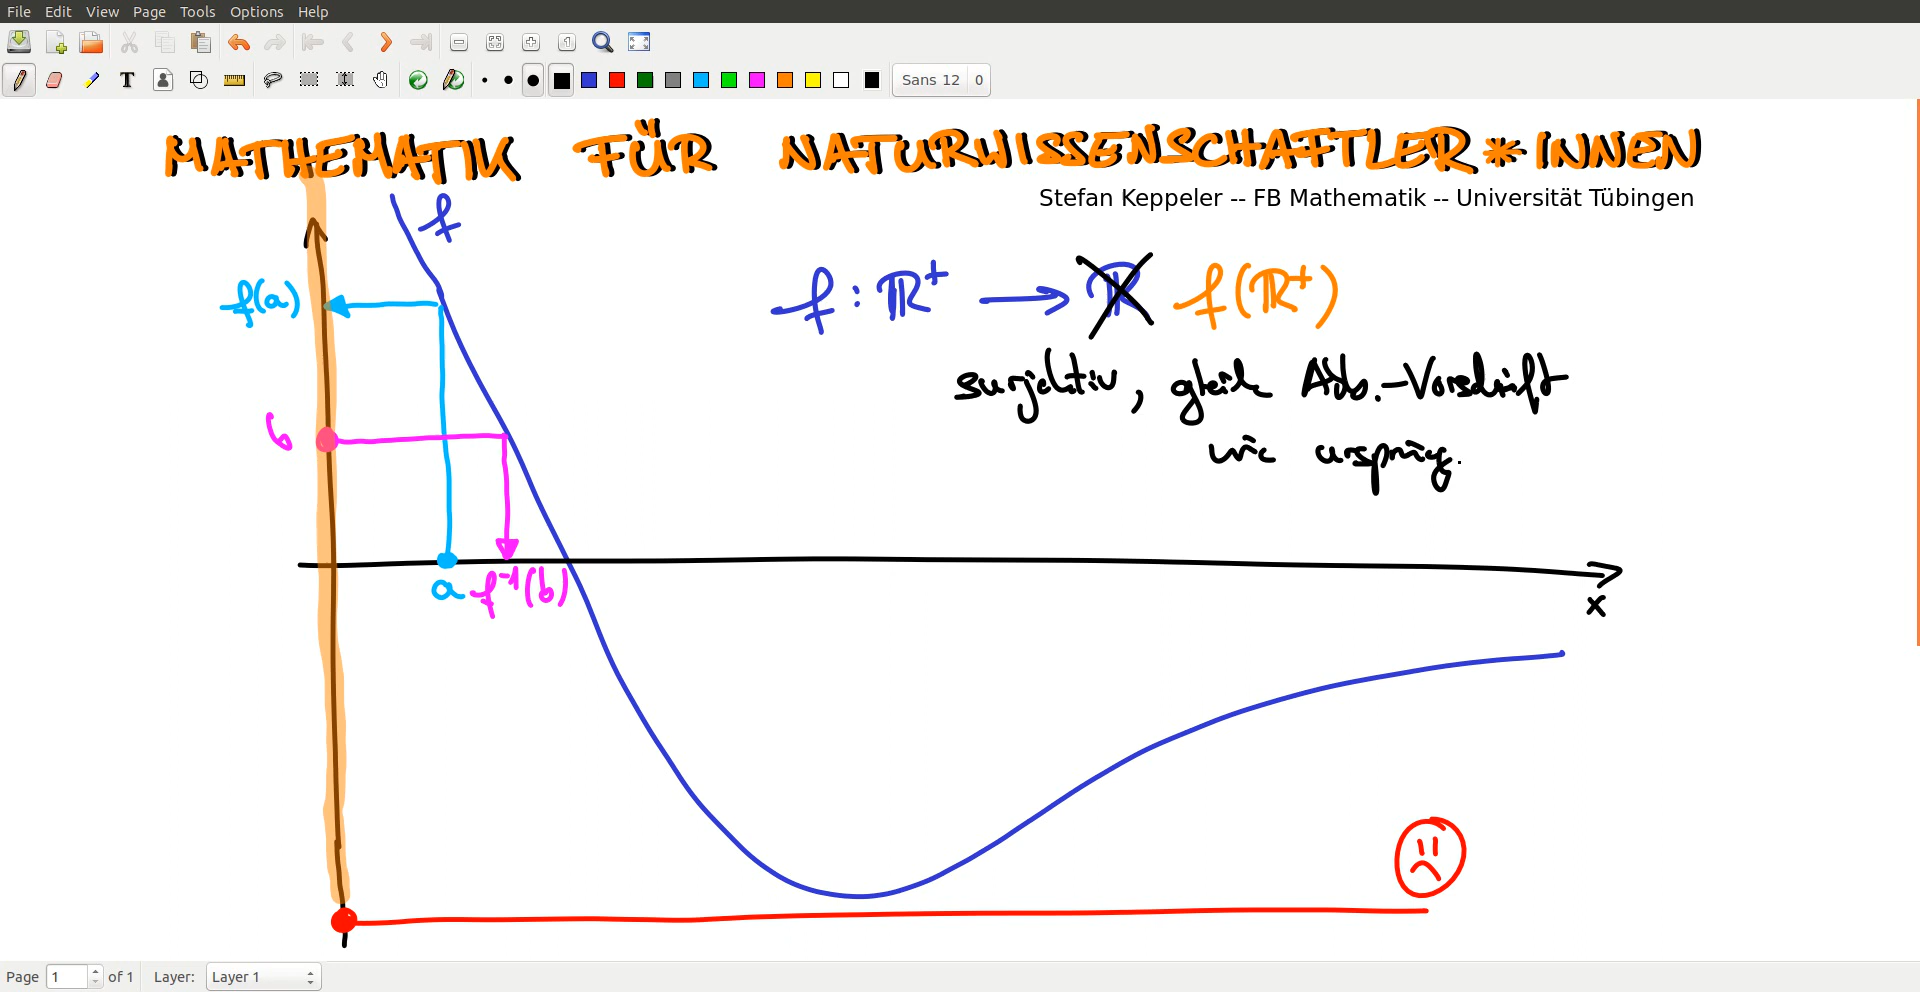 File Edit View Page Tools Options Help
Sans 12 0
MATHEMATIK FÜR NATURWISSENSCHAFTLER*INNEN
Stefan Keppeler -- FB Mathematik -- Universität Tübingen
f
f : ℝ⁺ → ℝ f(ℝ⁺)
f(a)
surjektiv, gleiche Abb.-Vorschrift
b
wie ursprüng.
a f⁻¹(b)
x
Page 1 of 1 Layer: Layer 1